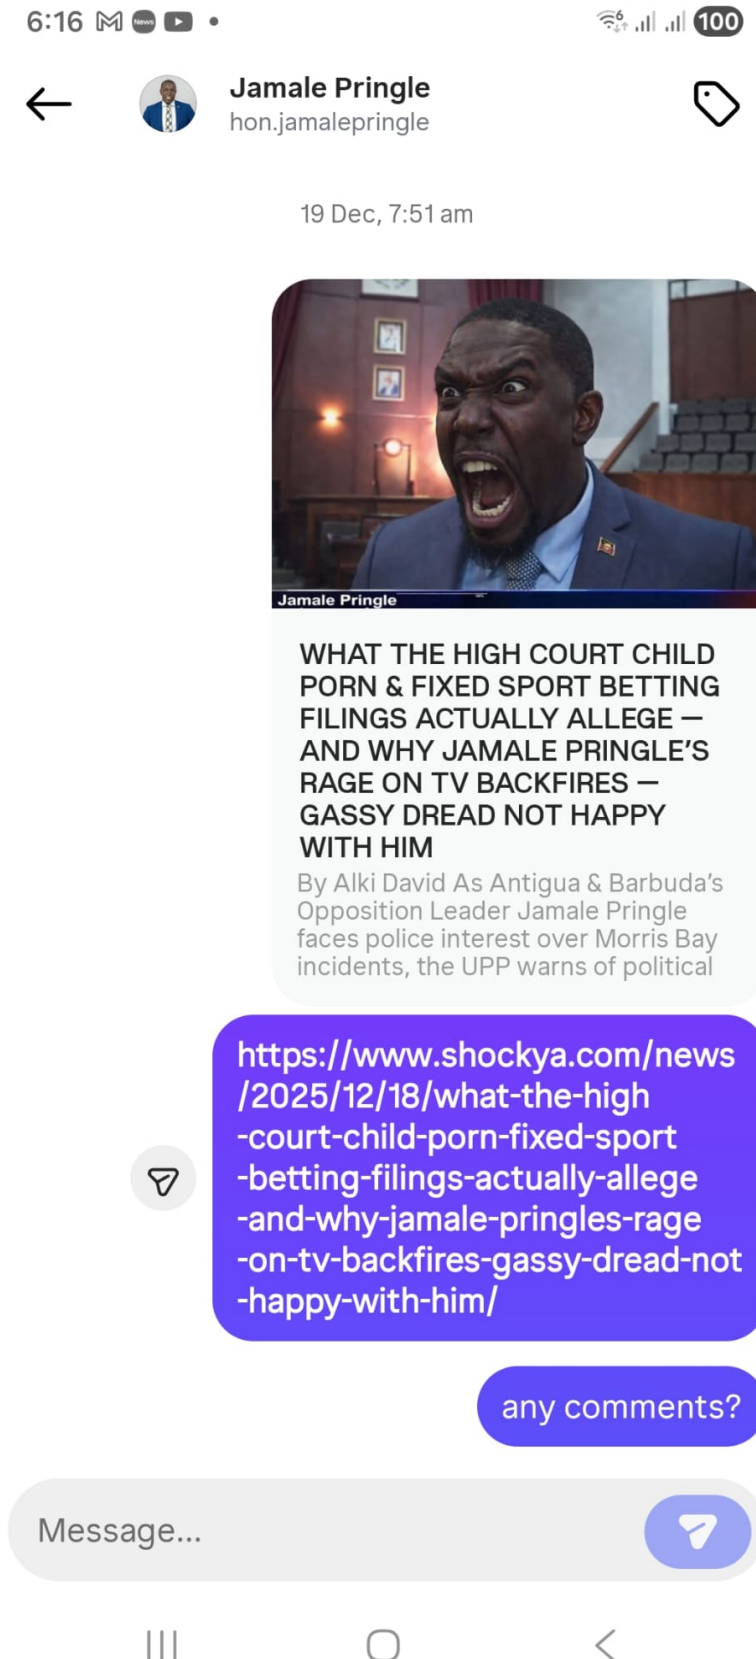 6:16
News
6
100
Jamale Pringle
hon.jamalepringle
19 Dec, 7:51 am
Jamale Pringle
WHAT THE HIGH COURT CHILD
PORN & FIXED SPORT BETTING
FILINGS ACTUALLY ALLEGE —
AND WHY JAMALE PRINGLE’S
RAGE ON TV BACKFIRES —
GASSY DREAD NOT HAPPY
WITH HIM
By Alki David As Antigua & Barbuda’s
Opposition Leader Jamale Pringle
faces police interest over Morris Bay
incidents, the UPP warns of political
https://www.shockya.com/news
/2025/12/18/what-the-high
-court-child-porn-fixed-sport
-betting-filings-actually-allege
-and-why-jamale-pringles-rage
-on-tv-backfires-gassy-dread-not
-happy-with-him/
any comments?
Message...